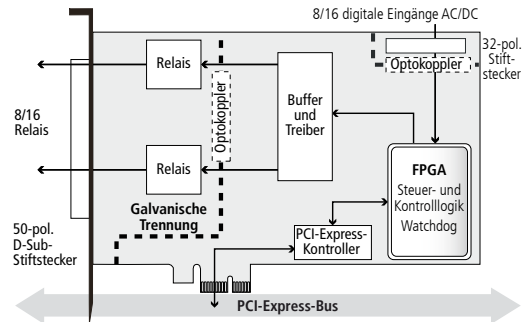 8/16 digitale Eingänge AC/DC
32-pol.
Stift-
stecker
Optokoppler
Relais
Optokoppler
Buffer
und
Treiber
8/16
Relais
Relais
FPGA
Steuer- und
Kontrolllogik
Watchdog
Galvanische
Trennung
PCI-Express-
Kontroller
50-pol.
D-Sub-
Stiftstecker
PCI-Express-Bus